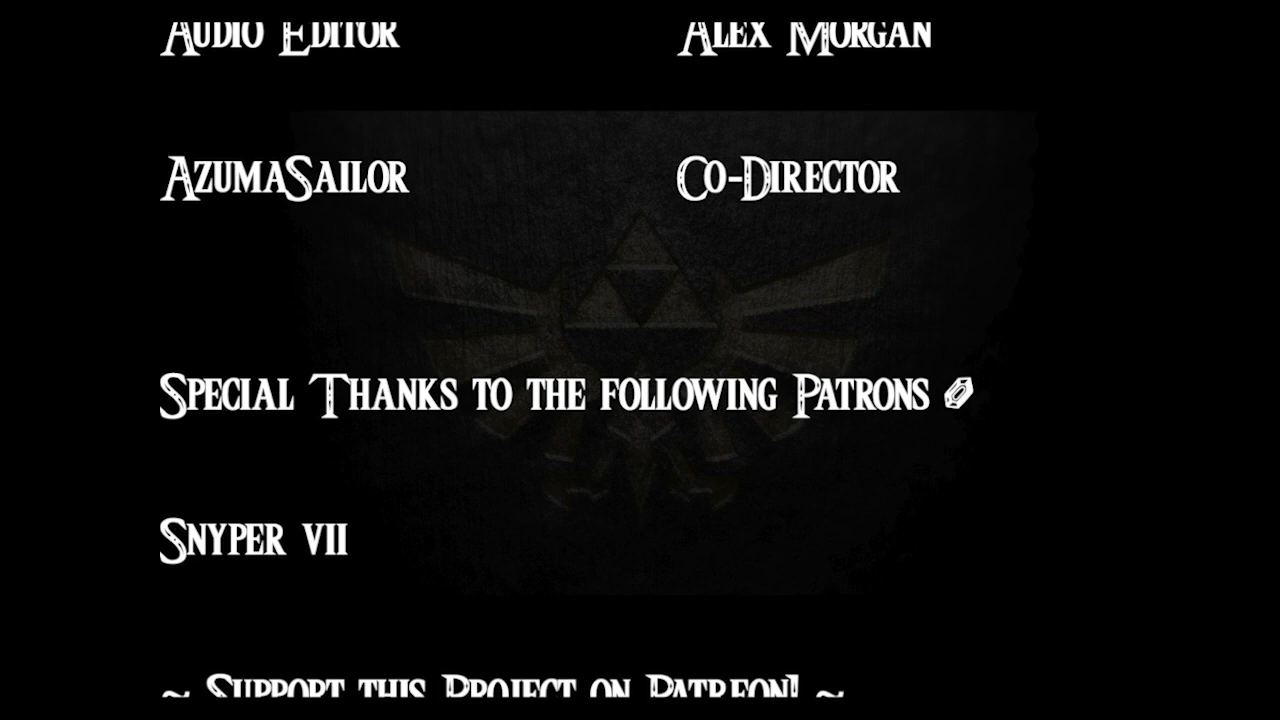 Audio Editor Alex Morgan
AzumaSailor Co-Director
Special Thanks to the following Patrons
Snyper VII
~ Support this Project on Patreon! ~